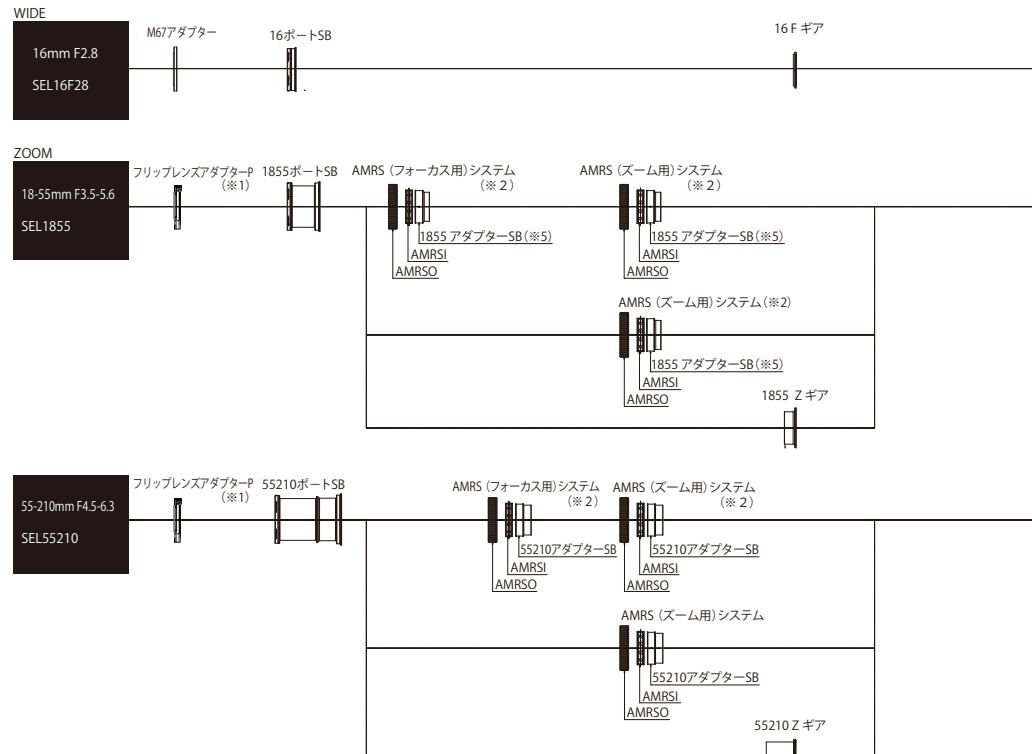 WIDE
16mm F2.8
SEL16F28
M67アダプター
16ポートSB
16 F ギア
ZOOM
18-55mm F3.5-5.6
SEL1855
フリップレンズアダプターP
(※1)
1855ポートSB
AMRS (フォーカス用)システム
(※ 2)
1855 アダプターSB(※5)
AMRSI
AMRSO
AMRS (ズーム用)システム
(※ 2)
1855 アダプターSB(※5)
AMRSI
AMRSO
AMRS (ズーム用)システム(※2)
1855 アダプターSB(※5)
AMRSI
AMRSO
1855 Z ギア
55-210mm F4.5-6.3
SEL55210
フリップレンズアダプターP
(※1)
55210ポートSB
AMRS (フォーカス用)システム
(※ 2)
55210アダプターSB
AMRSI
AMRSO
AMRS (ズーム用)システム
(※ 2)
55210アダプターSB
AMRSI
AMRSO
AMRS (ズーム用)システム
55210アダプターSB
AMRSI
AMRSO
55210 Z ギア